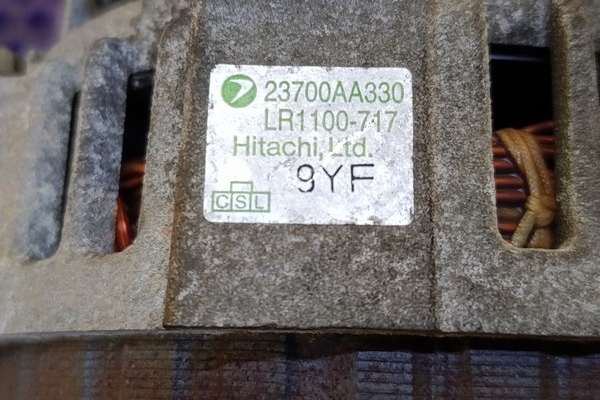 23700AA330
LR1100-717
Hitachi, Ltd.
9YF
CSL